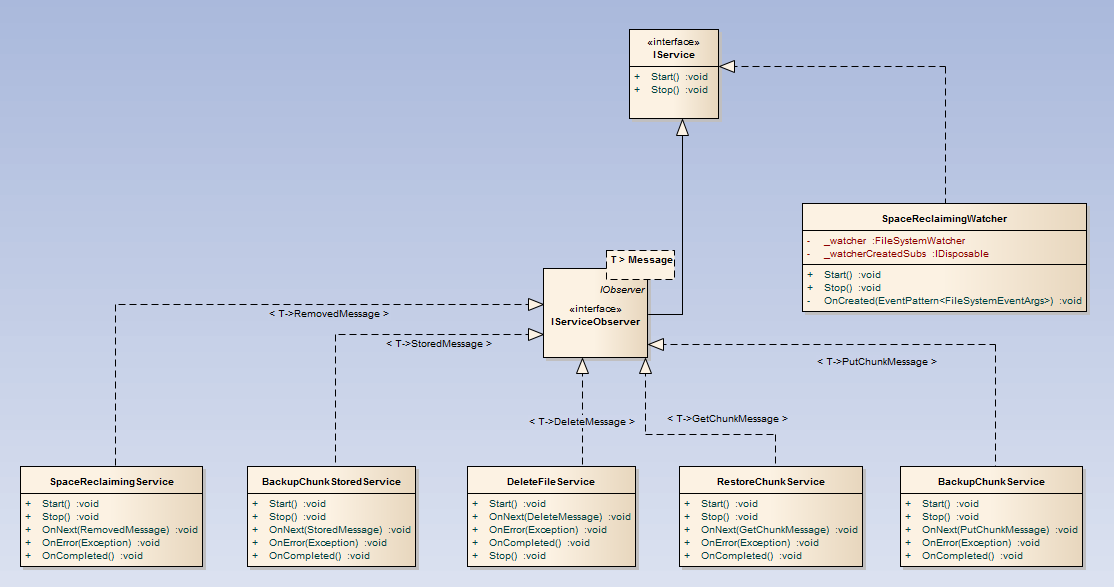 «interface»
IService
+ Start() :void
+ Stop() :void
SpaceReclaimingWatcher
- _watcher :FileSystemWatcher
- _watcherCreatedSubs :IDisposable
+ Start() :void
+ Stop() :void
- OnCreated(EventPattern<FileSystemEventArgs>) :void
T > Message
IObserver
«interface»
IServiceObserver
< T->RemovedMessage >
< T->StoredMessage >
< T->PutChunkMessage >
< T->DeleteMessage >
< T->GetChunkMessage >
SpaceReclaimingService
+ Start() :void
+ Stop() :void
+ OnNext(RemovedMessage) :void
+ OnError(Exception) :void
+ OnCompleted() :void
BackupChunkStoredService
+ Start() :void
+ Stop() :void
+ OnNext(StoredMessage) :void
+ OnError(Exception) :void
+ OnCompleted() :void
DeleteFileService
+ Start() :void
+ OnNext(DeleteMessage) :void
+ OnError(Exception) :void
+ OnCompleted() :void
+ Stop() :void
RestoreChunkService
+ Start() :void
+ Stop() :void
+ OnNext(GetChunkMessage) :void
+ OnError(Exception) :void
+ OnCompleted() :void
BackupChunkService
+ Start() :void
+ Stop() :void
+ OnNext(PutChunkMessage) :void
+ OnError(Exception) :void
+ OnCompleted() :void